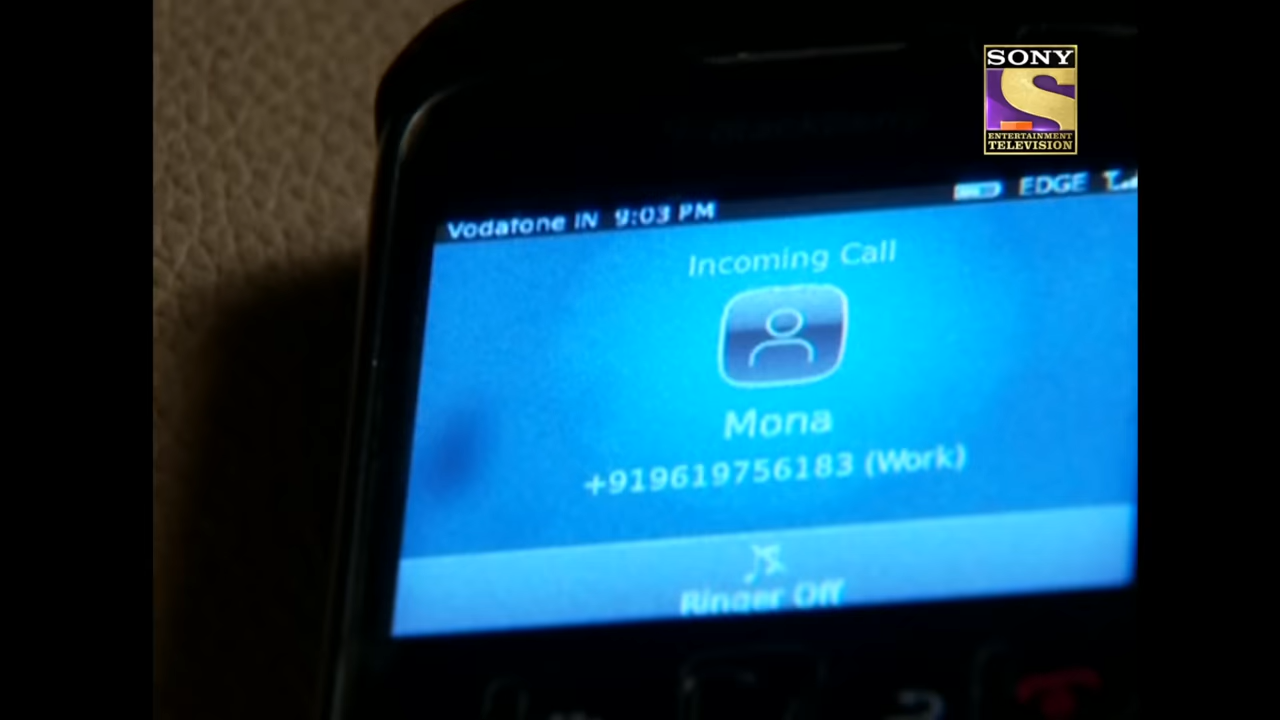 SONY
ENTERTAINMENT
TELEVISION
Vodafone IN 9:03 PM
EDGE
Incoming Call
Mona
+919619756183 (Work)
Ringer Off